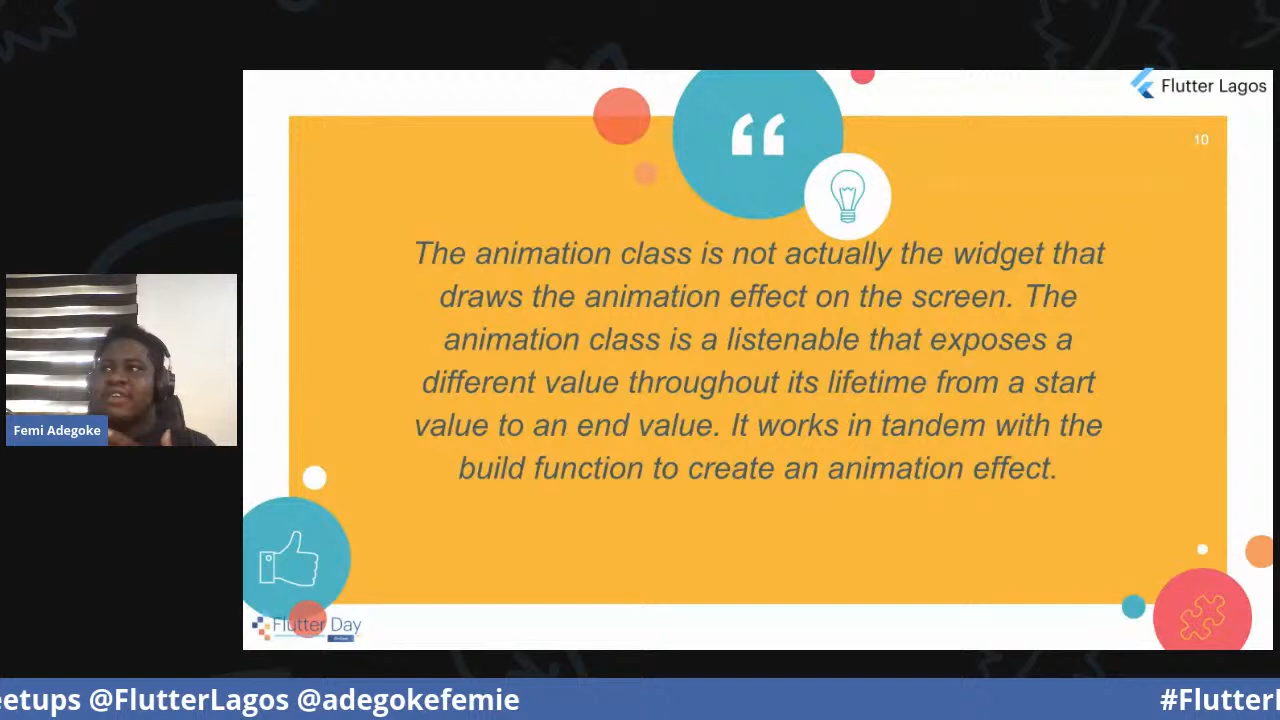 Flutter Lagos
10
“
The animation class is not actually the widget that
draws the animation effect on the screen. The
animation class is a listenable that exposes a
different value throughout its lifetime from a start
value to an end value. It works in tandem with the
build function to create an animation effect.
Femi Adegoke
Flutter Day
eetups @FlutterLagos @adegokefemie
#Flutter